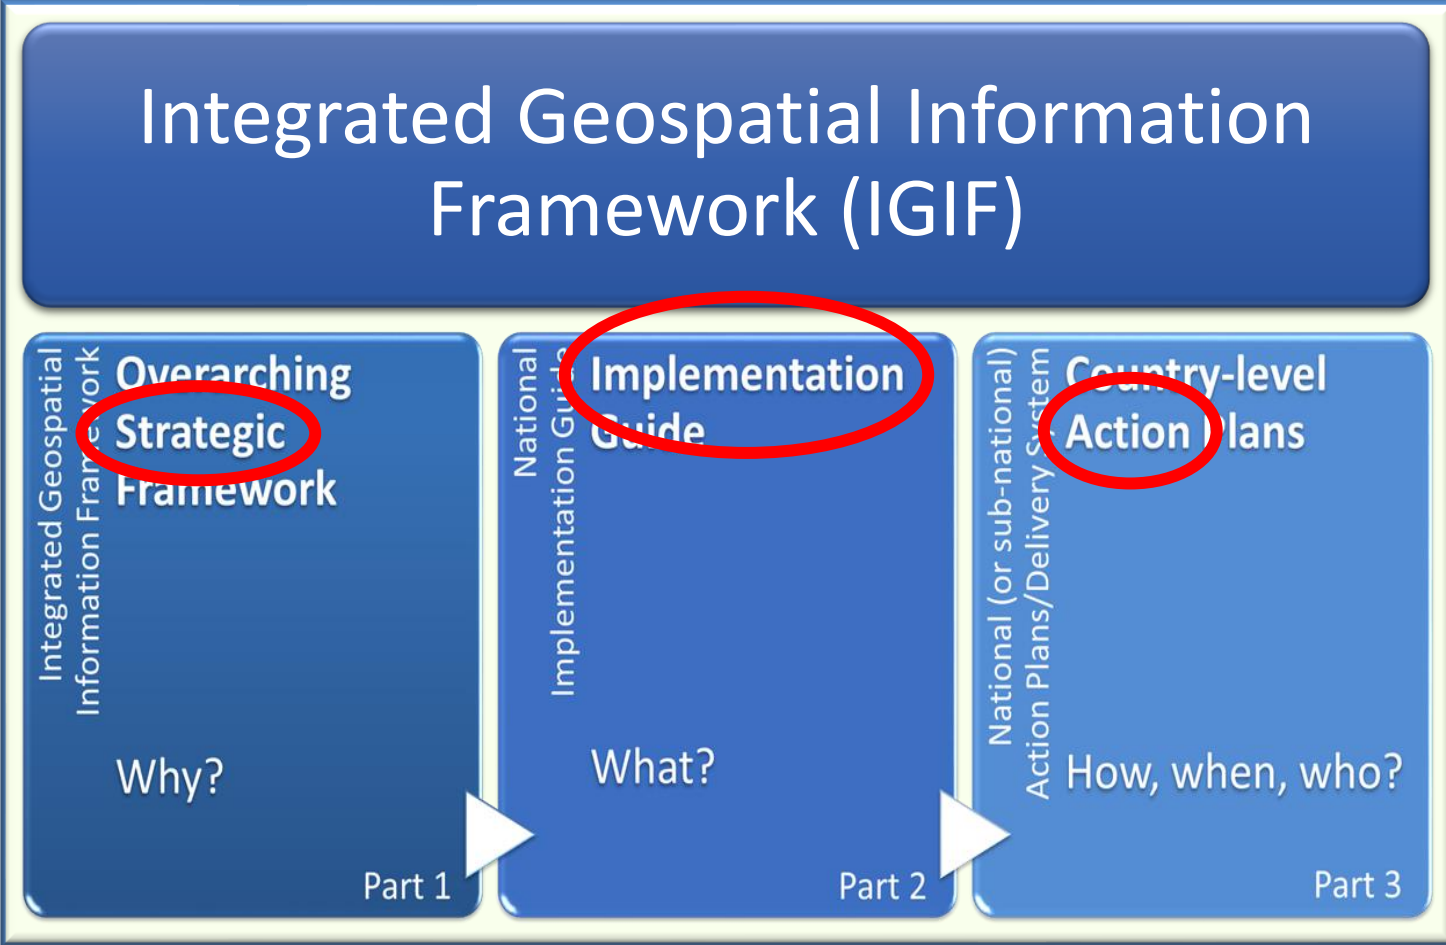 Integrated Geospatial Information
Framework (IGIF)
Integrated Geospatial
Information Framework
Overarching
Strategic
Framework
Why?
Part 1
National
Implementation Guide
Implementation
Guide
What?
Part 2
National (or sub-national)
Action Plans/Delivery System
Country-level
Action Plans
How, when, who?
Part 3